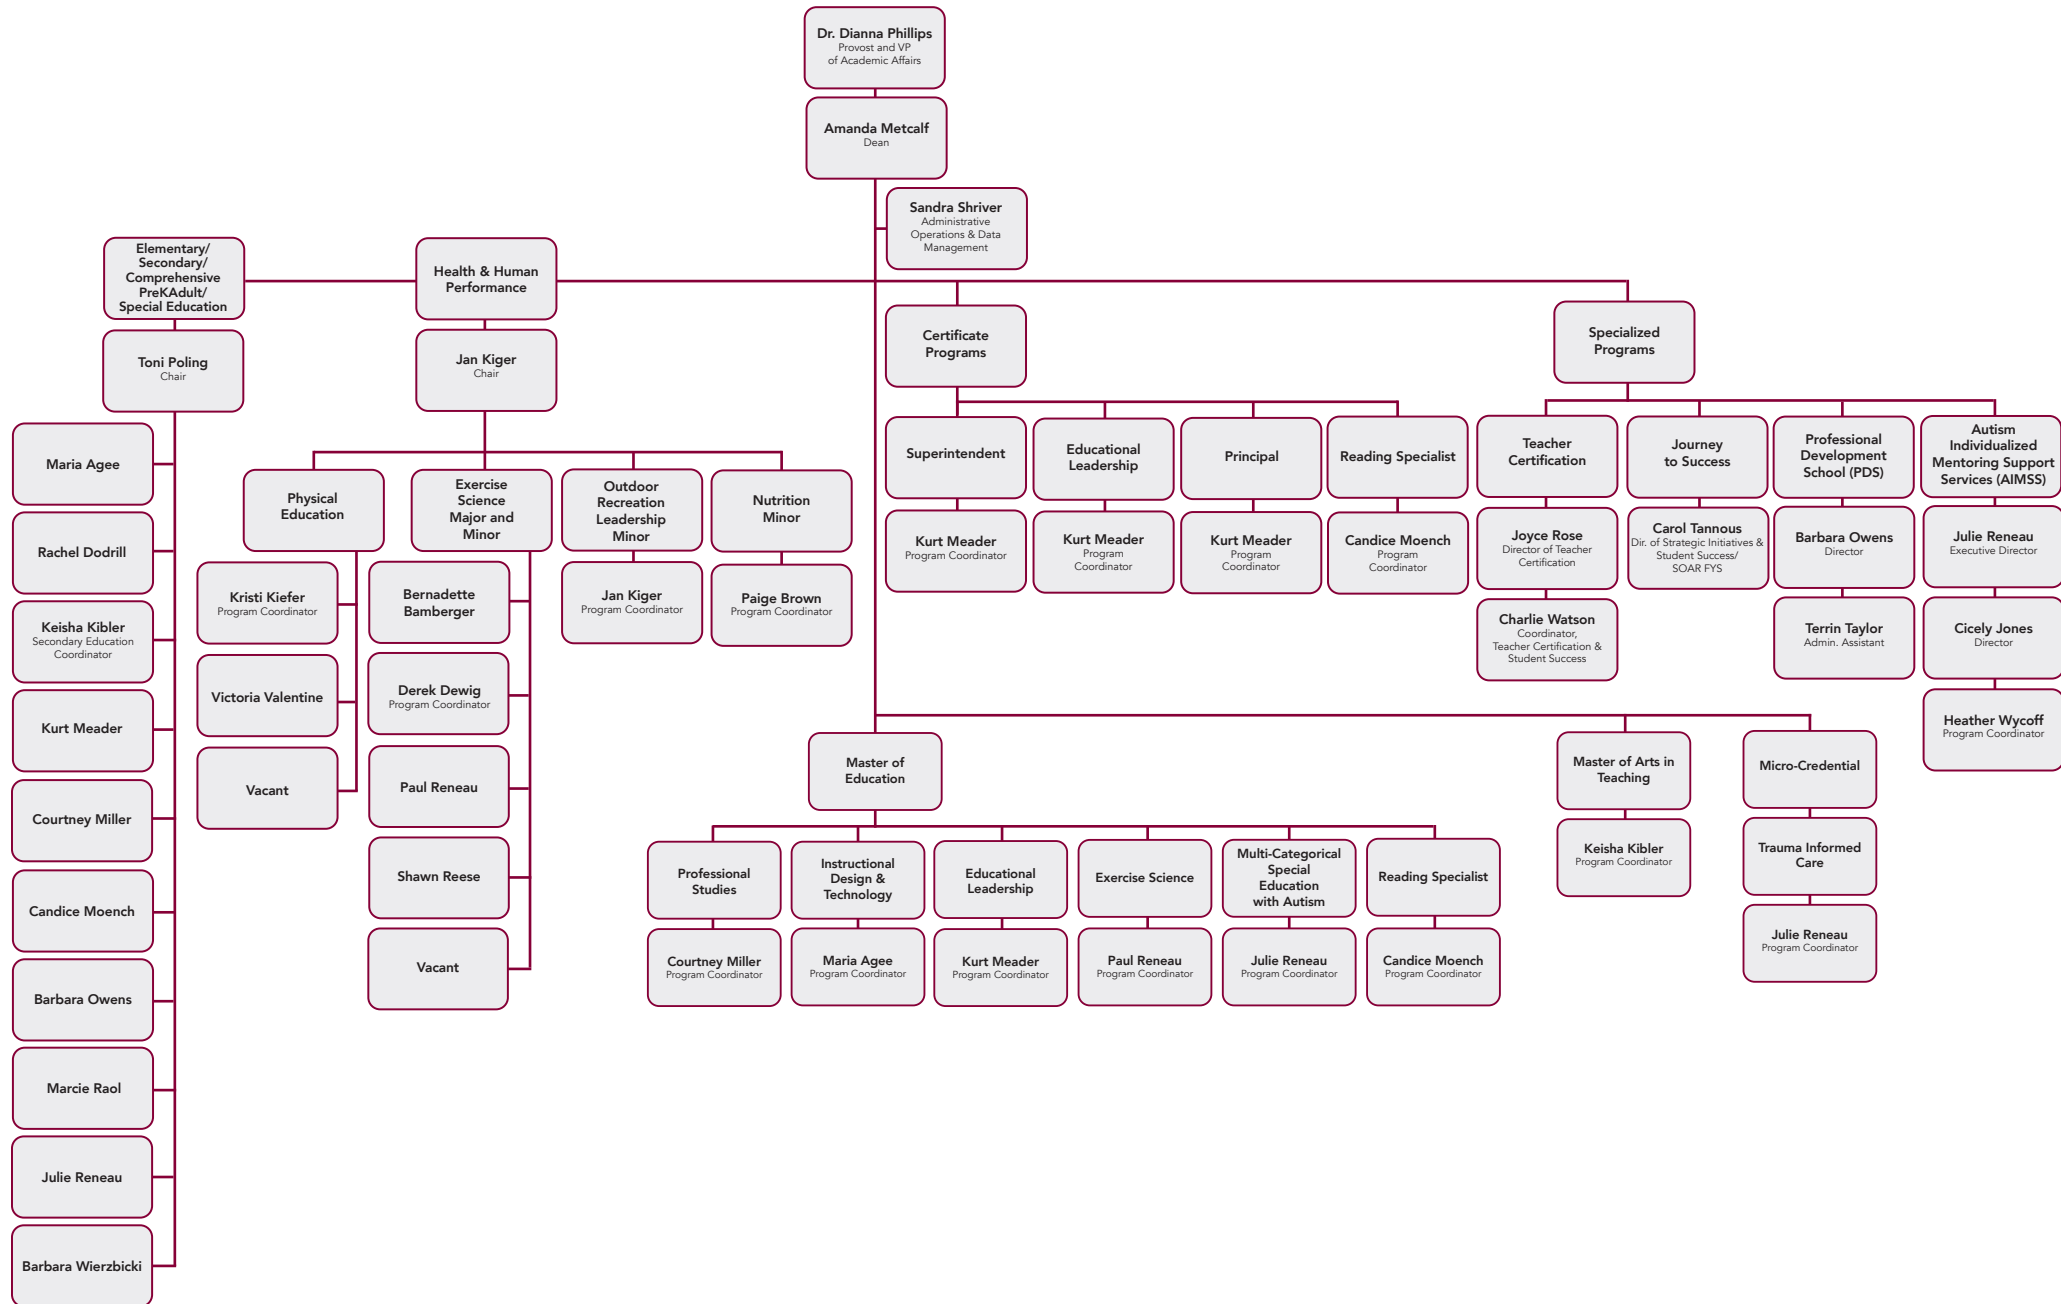 Dr. Dianna Phillips
Provost and VP
of Academic Affairs
Amanda Metcalf
Dean
Sandra Shriver
Administrative
Operations & Data
Management
Elementary/
Secondary/
Comprehensive
PreKAdult/
Special Education
Toni Poling
Chair
Maria Agee
Rachel Dodrill
Keisha Kibler
Secondary Education
Coordinator
Kurt Meader
Courtney Miller
Candice Moench
Barbara Owens
Marcie Raol
Julie Reneau
Barbara Wierzbicki
Health & Human
Performance
Jan Kiger
Chair
Physical
Education
Kristi Kiefer
Program Coordinator
Victoria Valentine
Vacant
Exercise
Science
Major and
Minor
Bernadette
Bamberger
Derek Dewig
Program Coordinator
Paul Reneau
Shawn Reese
Vacant
Outdoor
Recreation
Leadership
Minor
Jan Kiger
Program Coordinator
Nutrition
Minor
Paige Brown
Program Coordinator
Certificate
Programs
Superintendent
Kurt Meader
Program Coordinator
Educational
Leadership
Kurt Meader
Program
Coordinator
Principal
Kurt Meader
Program
Coordinator
Reading Specialist
Candice Moench
Program
Coordinator
Specialized
Programs
Teacher
Certification
Joyce Rose
Director of Teacher
Certification
Charlie Watson
Coordinator,
Teacher Certification &
Student Success
Journey
to Success
Carol Tannous
Dir. of Strategic Initiatives &
Student Success/
SOAR FYS
Professional
Development
School (PDS)
Barbara Owens
Director
Terrin Taylor
Admin. Assistant
Autism
Individualized
Mentoring Support
Services (AIMSS)
Julie Reneau
Executive Director
Cicely Jones
Director
Heather Wycoff
Program Coordinator
Master of
Education
Professional
Studies
Courtney Miller
Program Coordinator
Instructional
Design &
Technology
Maria Agee
Program Coordinator
Educational
Leadership
Kurt Meader
Program Coordinator
Exercise Science
Paul Reneau
Program Coordinator
Multi-Categorical
Special
Education
with Autism
Julie Reneau
Program Coordinator
Reading Specialist
Candice Moench
Program Coordinator
Master of Arts in
Teaching
Keisha Kibler
Program Coordinator
Micro-Credential
Trauma Informed
Care
Julie Reneau
Program Coordinator